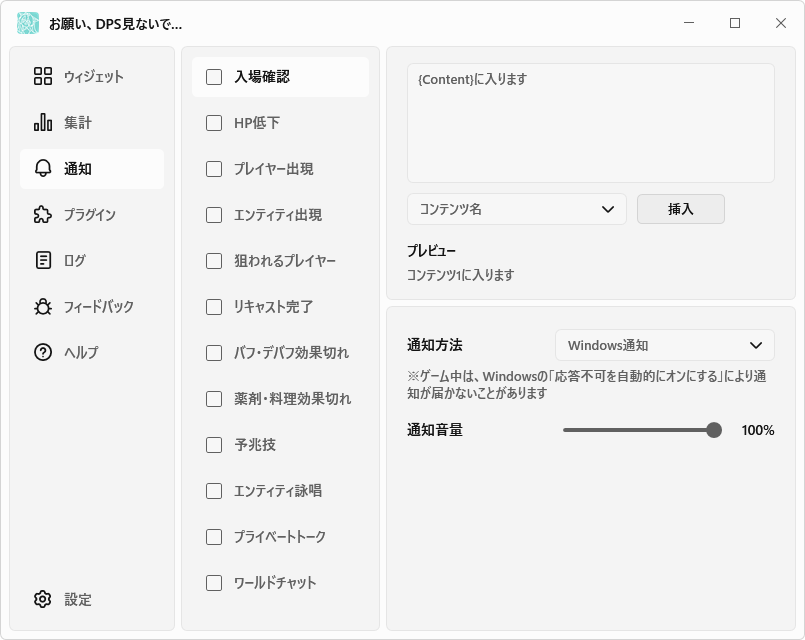 お願い、DPS見ないで...
ウィジェット
集計
通知
プラグイン
ログ
フィードバック
ヘルプ
設定
入場確認
HP低下
プレイヤー出現
エンティティ出現
狙われるプレイヤー
リキャスト完了
バフ・デバフ効果切れ
薬剤・料理効果切れ
予兆技
エンティティ詠唱
プライベートトーク
ワールドチャット
{Content}に入ります
コンテンツ名
挿入
プレビュー
コンテンツ1に入ります
通知方法
Windows通知
※ゲーム中は、Windowsの「応答不可を自動的にオンにする」により通
知が届かないことがあります
通知音量
100%